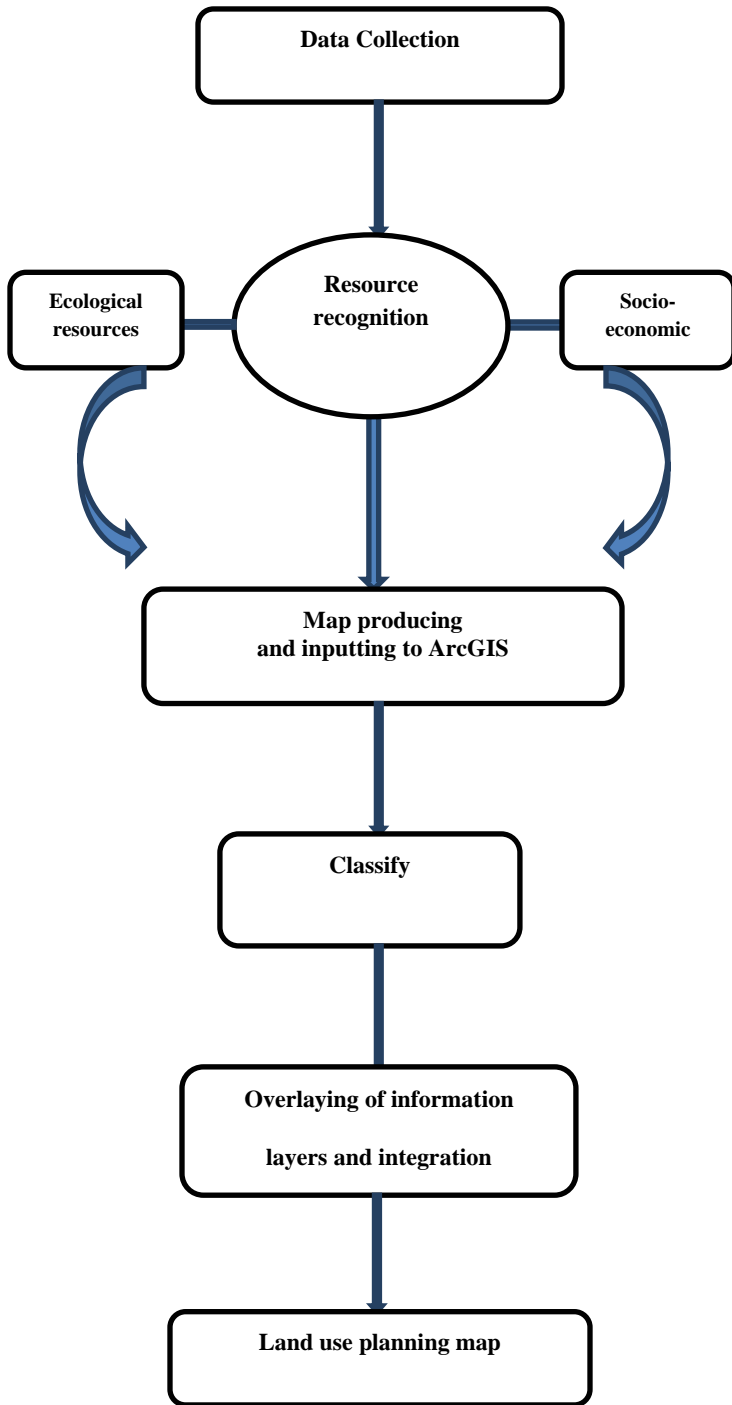 Data Collection
Resource
recognition
Ecological
resources
Socio-
economic
Map producing
and inputting to ArcGIS
Classify
Overlaying of information
layers and integration
Land use planning map